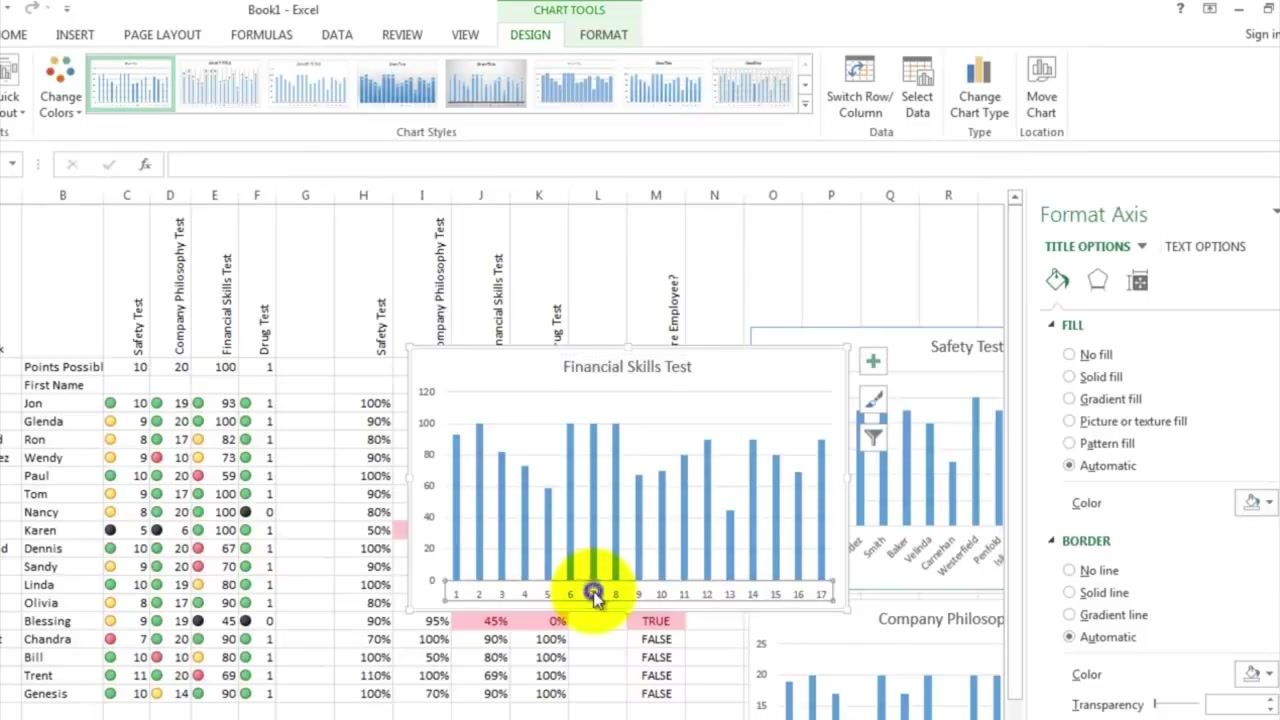 Book1 - Excel
CHART TOOLS
?
OME INSERT PAGE LAYOUT FORMULAS DATA REVIEW VIEW DESIGN FORMAT
Sign in
Change Colors
Switch Row/ Column
Select Data
Change Chart Type
Move Chart
Chart Styles
Data
Type
Location
fx
B C D E F G H I J K L M N O P Q R
Safety Test
Company Philosophy Test
Financial Skills Test
Drug Test
Safety Test
ompany Philosophy Test
nancial Skills Test
ug Test
re Employee?
Points Possibl 10 20 100 1
First Name
Jon 10 19 93 1 100%
Glenda 9 20 100 1 90%
Ron 8 17 82 1 80%
Wendy 9 10 73 1 90%
Paul 10 20 59 1 100%
Tom 9 17 100 1 90%
Nancy 8 20 100 0 80%
Karen 5 6 100 1 50%
Dennis 10 20 67 1 100%
Sandy 9 20 70 1 90%
Linda 10 19 80 1 100%
Olivia 8 17 90 1 80%
Blessing 9 19 45 0 90% 95% 45% 0% TRUE
Chandra 7 20 90 1 70% 100% 90% 100% FALSE
Bill 10 10 80 1 100% 50% 80% 100% FALSE
Trent 11 20 69 1 110% 100% 69% 100% FALSE
Genesis 10 14 90 1 100% 70% 90% 100% FALSE
Financial Skills Test
120
100
80
60
40
20
0
1 2 3 4 5 6 8 9 10 11 12 13 14 15 16 17
Safety Test
Smith
Baker
Velinda
Carnehan
Westerfield
Penfold
Company Philosop
25
20
15
Format Axis
TITLE OPTIONS TEXT OPTIONS
FILL
No fill
Solid fill
Gradient fill
Picture or texture fill
Pattern fill
Automatic
Color
BORDER
No line
Solid line
Gradient line
Automatic
Color
Transparency